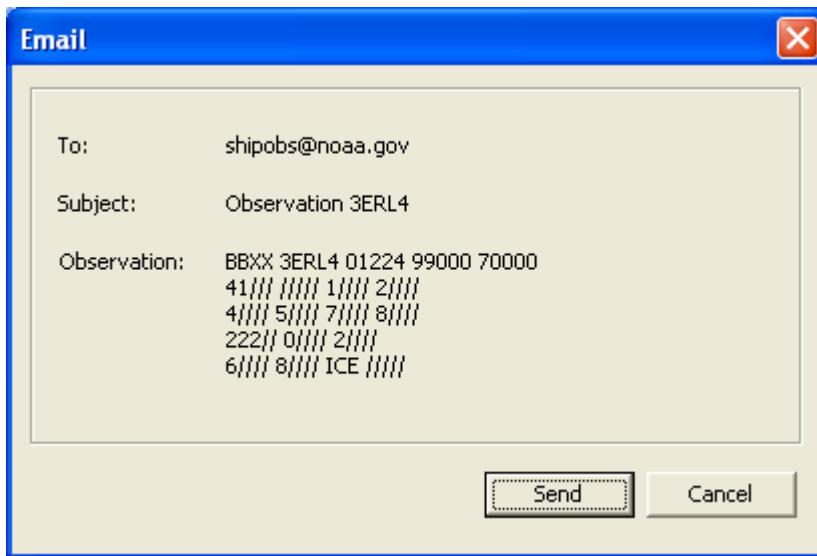 Email
To: shipobs@noaa.gov
Subject: Observation 3ERL4
Observation: BBXX 3ERL4 01224 99000 70000
41/// ///// 1//// 2////
4//// 5//// 7//// 8////
222// 0//// 2////
6//// 8//// ICE /////
Send Cancel